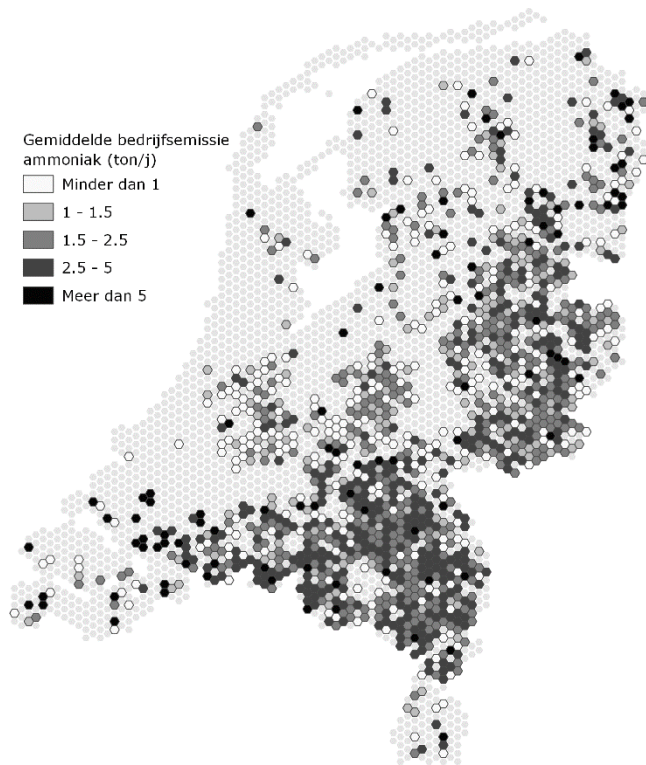 Gemiddelde bedrijfsemissie
ammoniak (ton/j)
Minder dan 1
1 - 1.5
1.5 - 2.5
2.5 - 5
Meer dan 5